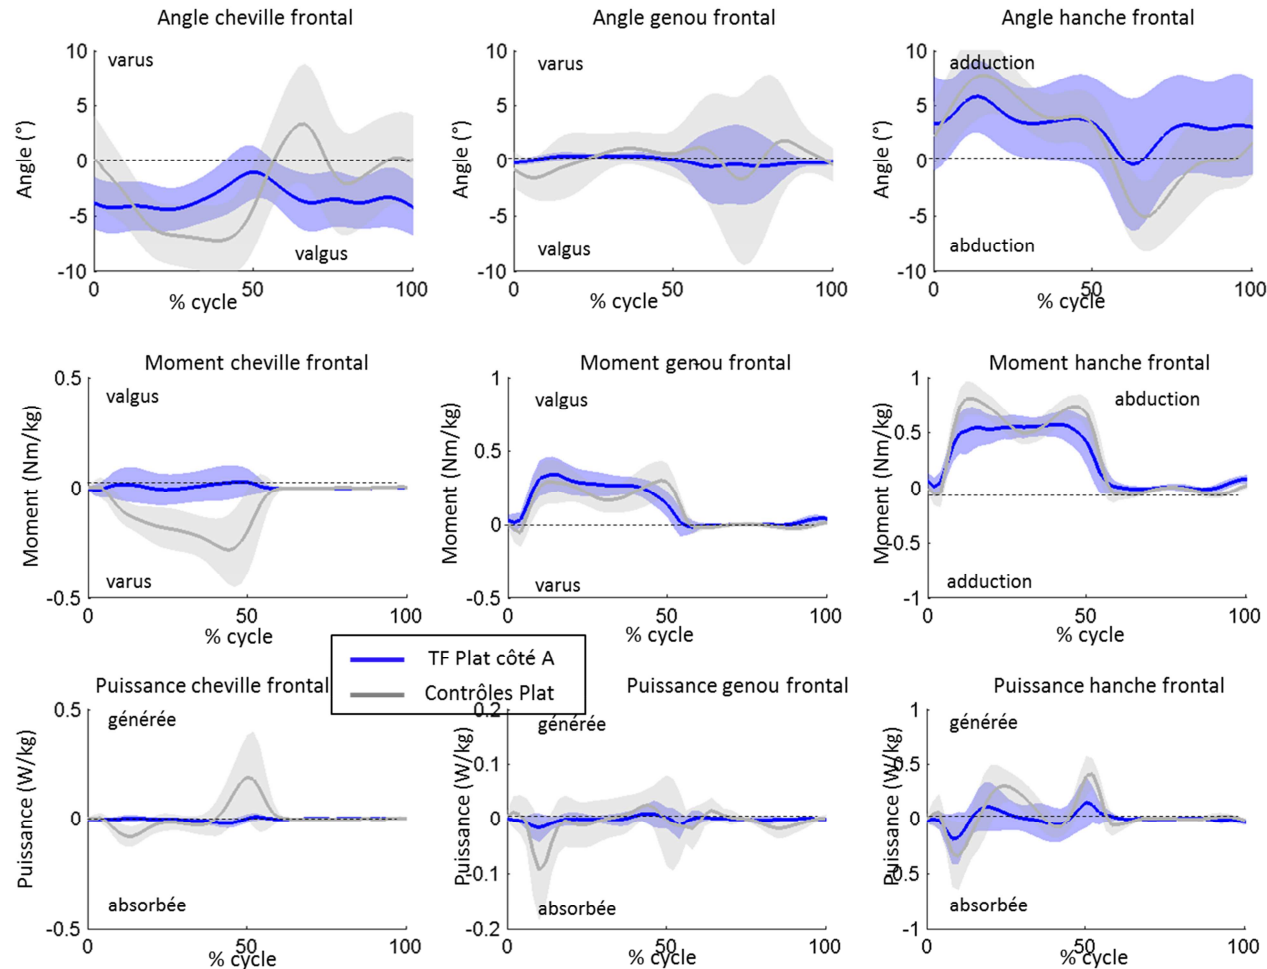 Angle cheville frontal
Angle genou frontal
Angle hanche frontal
10
5
0
-5
-10
Angle (°)
varus
valgus
0
50
100
% cycle
10
5
0
-5
-10
Angle (°)
varus
valgus
0
50
100
% cycle
10
5
0
-5
-10
Angle (°)
adduction
abduction
0
50
100
% cycle
Moment cheville frontal
Moment genou frontal
Moment hanche frontal
0.5
0
-0.5
Moment (Nm/kg)
valgus
varus
0
50
100
% cycle
1
0.5
0
-0.5
Moment (Nm/kg)
valgus
varus
0
50
100
% cycle
1
0.5
0
-0.5
-1
Moment (Nm/kg)
abduction
adduction
0
50
100
% cycle
TF Plat côté A
Contrôles Plat
Puissance cheville frontal
Puissance genou frontal
Puissance hanche frontal
0.5
0
-0.5
Puissance (W/kg)
générée
absorbée
0
50
100
% cycle
0.2
0.1
0
-0.1
-0.2
Puissance (W/kg)
générée
absorbée
0
50
100
% cycle
1
0.5
0
-0.5
-1
Puissance (W/kg)
générée
absorbée
0
50
100
% cycle